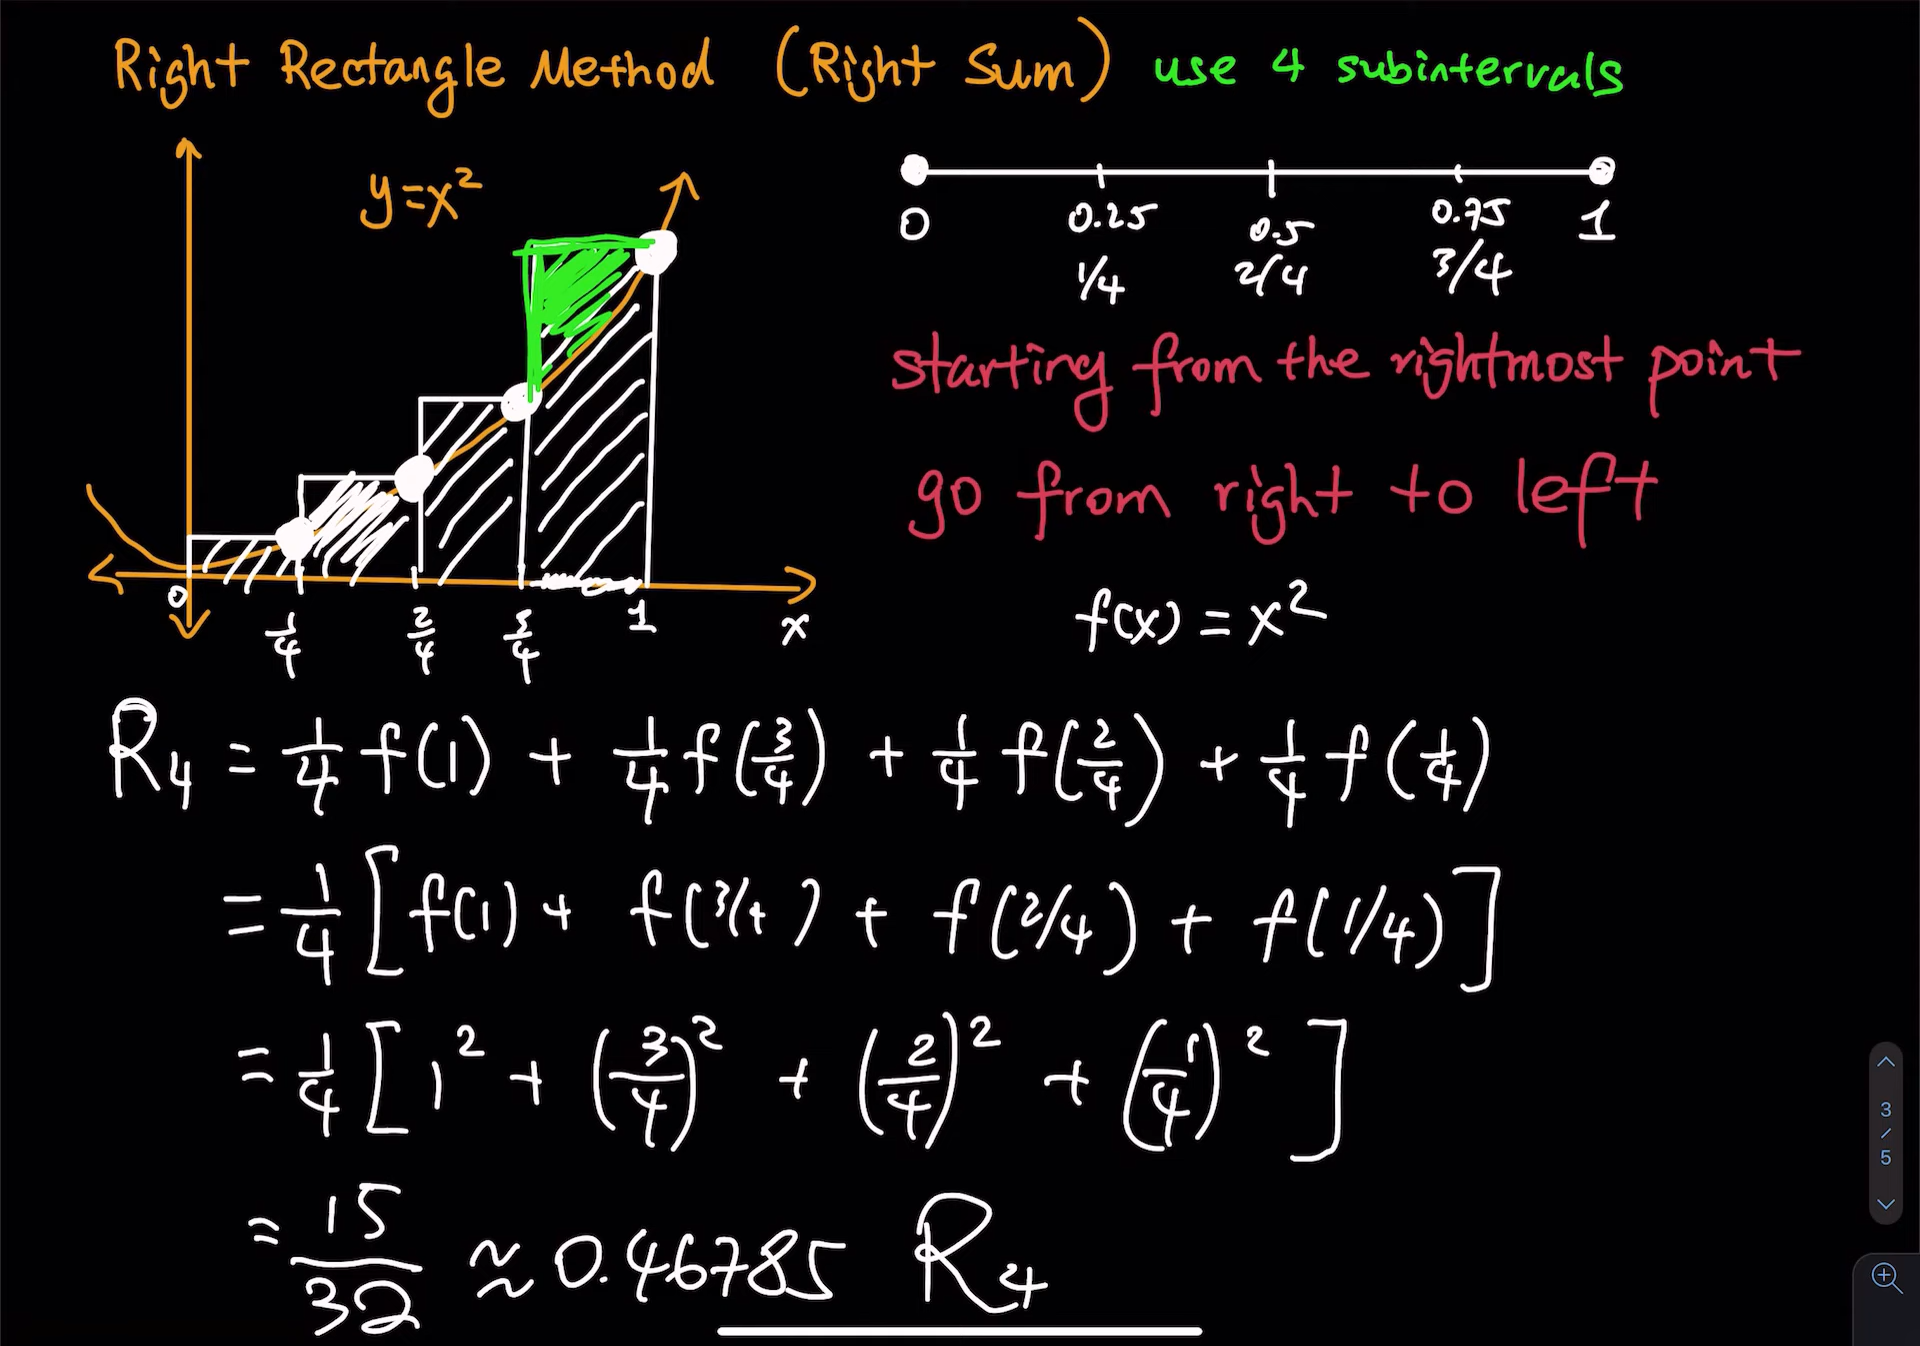 Right Rectangle Method (Right Sum) use 4 subintervals
y=x²
0 0.25 0.5 0.75 1
1/4 2/4 3/4
starting from the rightmost point
go from right to left
0 1/4 2/4 3/4 1 x
f(x) = x²
R₄ = 1/4 f(1) + 1/4 f(3/4) + 1/4 f(2/4) + 1/4 f(1/4)
= 1/4 [f(1) + f(3/4) + f(2/4) + f(1/4)]
= 1/4 [1² + (3/4)² + (2/4)² + (1/4)²]
= 15/32 ≈ 0.46785 R₄
3
/
5